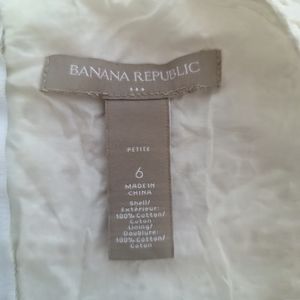 BANANA REPUBLIC
PETITE
6
MADE IN
CHINA
Shell/
Extérieur:
100% Cotton/
Coton
Lining/
Doublure:
100% Cotton/
Coton